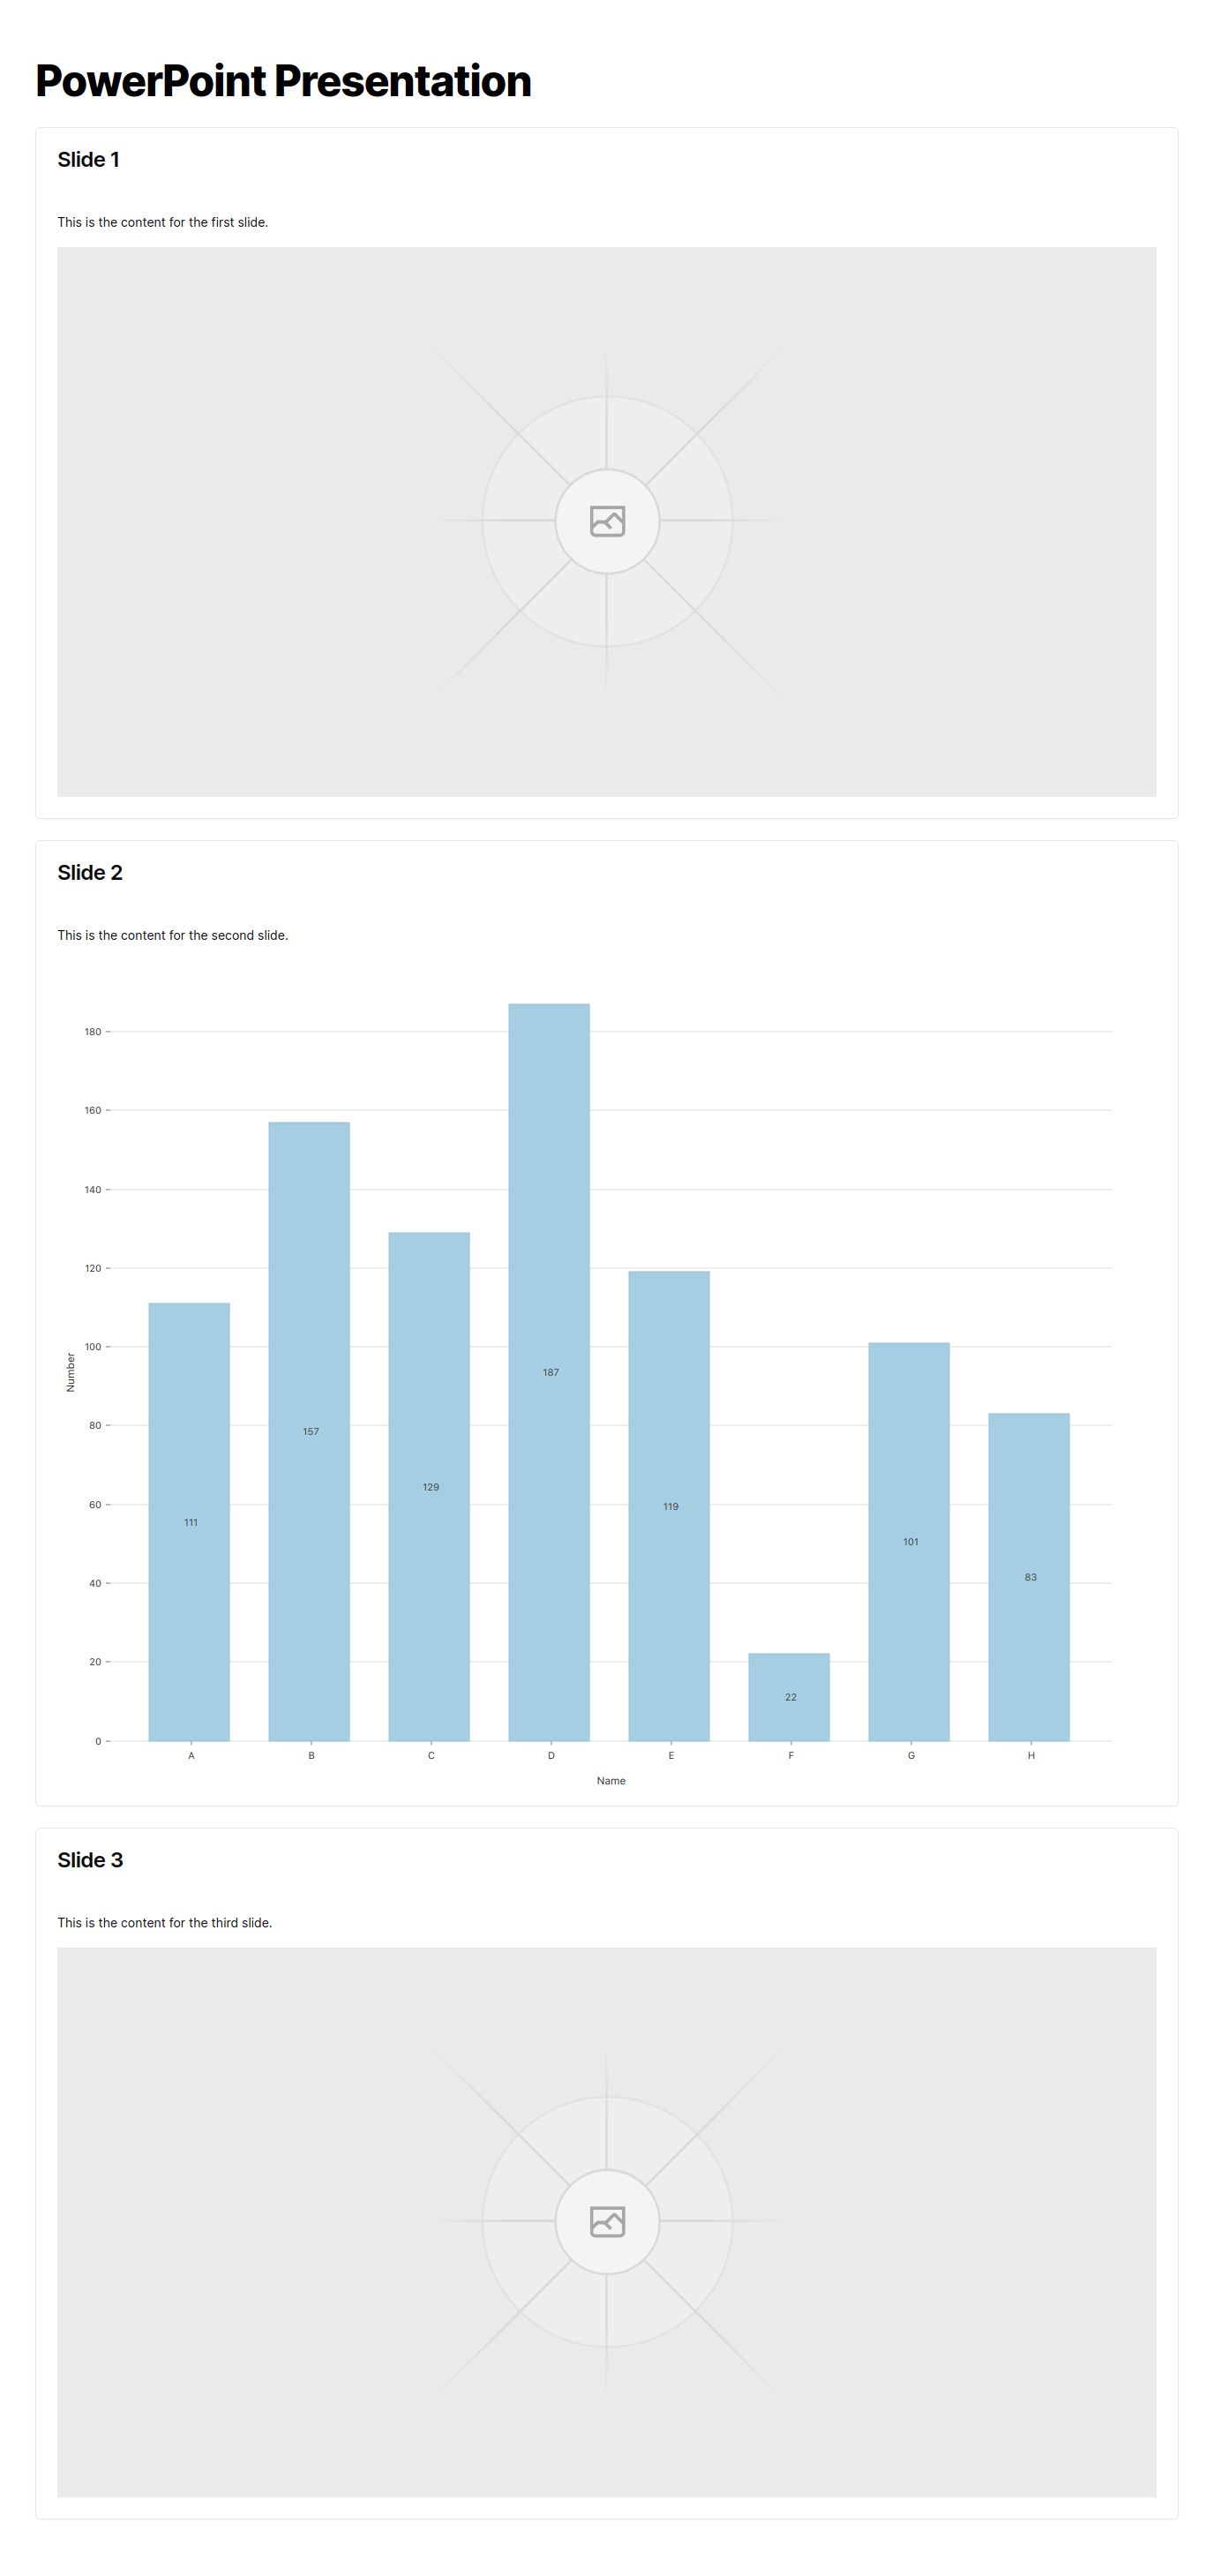 PowerPoint Presentation
Slide 1
This is the content for the first slide.
Slide 2
This is the content for the second slide.
180
160
140
120
100
80
60
40
20
0
Number
111
157
129
187
119
22
101
83
A B C D E F G H
Name
Slide 3
This is the content for the third slide.